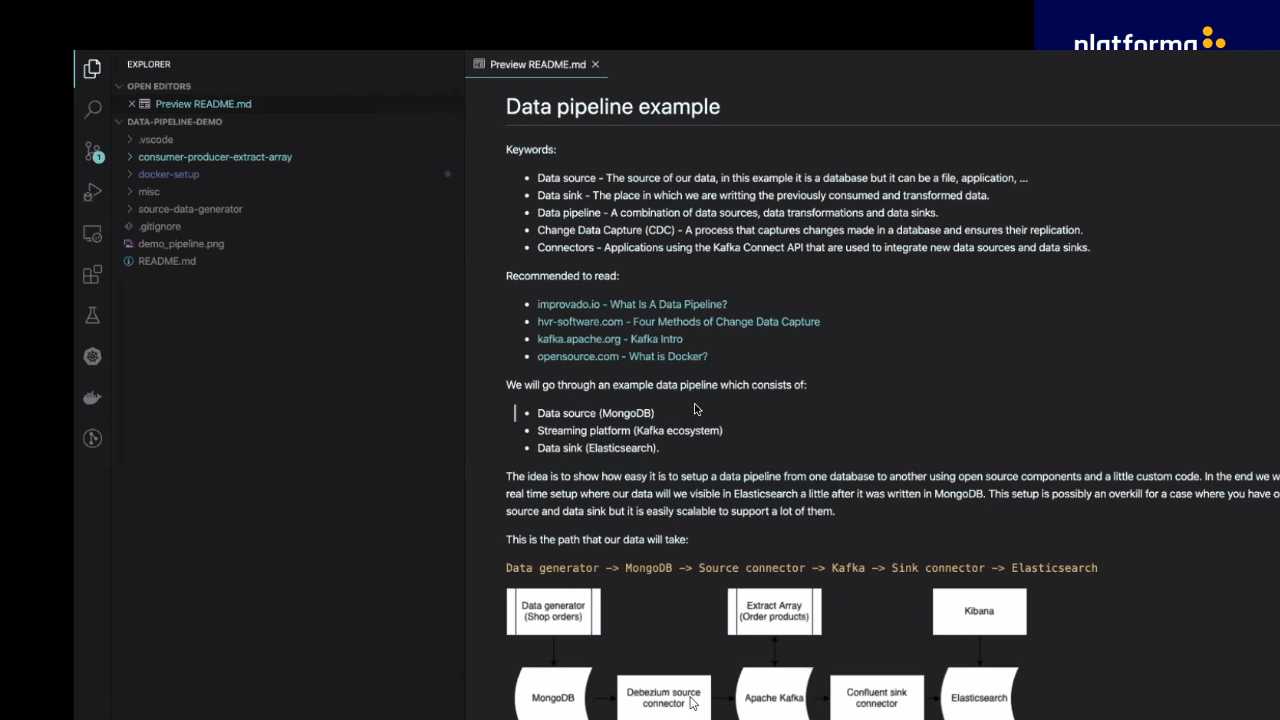 platforma
EXPLORER
OPEN EDITORS
Preview README.md
DATA-PIPELINE-DEMO
.vscode
consumer-producer-extract-array
docker-setup
misc
source-data-generator
.gitignore
demo_pipeline.png
README.md
1
Preview README.md
Data pipeline example
Keywords:
Data source - The source of our data, in this example it is a database but it can be a file, application, ...
Data sink - The place in which we are writting the previously consumed and transformed data.
Data pipeline - A combination of data sources, data transformations and data sinks.
Change Data Capture (CDC) - A process that captures changes made in a database and ensures their replication.
Connectors - Applications using the Kafka Connect API that are used to integrate new data sources and data sinks.
Recommended to read:
improvado.io - What Is A Data Pipeline?
hvr-software.com - Four Methods of Change Data Capture
kafka.apache.org - Kafka Intro
opensource.com - What is Docker?
We will go through an example data pipeline which consists of:
Data source (MongoDB)
Streaming platform (Kafka ecosystem)
Data sink (Elasticsearch).
The idea is to show how easy it is to setup a data pipeline from one database to another using open source components and a little custom code. In the end we w
real time setup where our data will we visible in Elasticsearch a little after it was written in MongoDB. This setup is possibly an overkill for a case where you have o
source and data sink but it is easily scalable to support a lot of them.
This is the path that our data will take:
Data generator -> MongoDB -> Source connector -> Kafka -> Sink connector -> Elasticsearch
Data generator
(Shop orders)
Extract Array
(Order products)
Kibana
MongoDB
Debezium source
connector
Apache Kafka
Confluent sink
connector
Elasticsearch